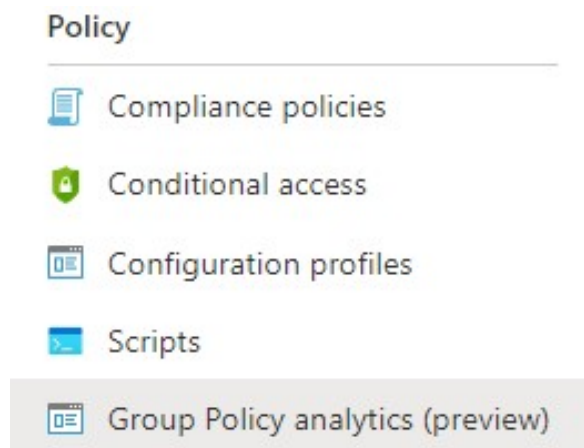 Policy
Compliance policies
Conditional access
Configuration profiles
Scripts
Group Policy analytics (preview)